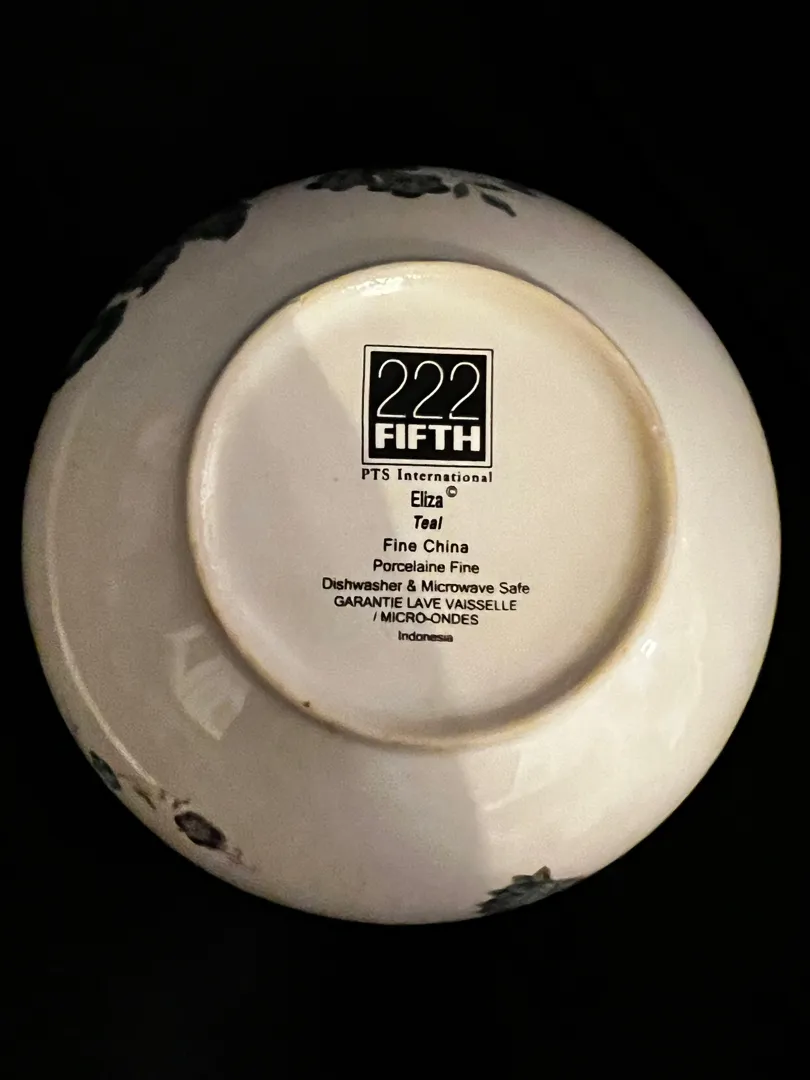 222
FIFTH
PTS International
Eliza ©
Teal
Fine China
Porcelaine Fine
Dishwasher & Microwave Safe
GARANTIE LAVE VAISSELLE
/ MICRO-ONDES
Indonesia